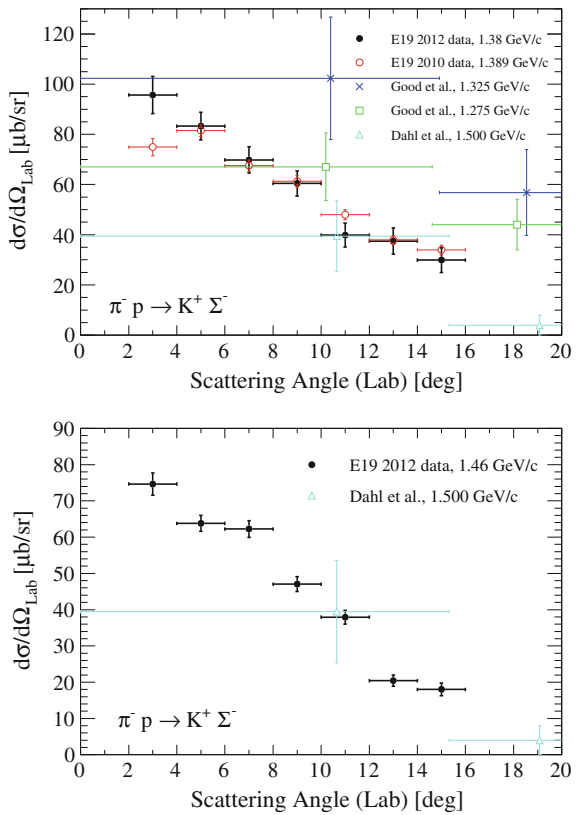 120
100
80
60
40
20
0
dσ/dΩLab [μb/sr]
E19 2012 data, 1.38 GeV/c
E19 2010 data, 1.389 GeV/c
Good et al., 1.325 GeV/c
Good et al., 1.275 GeV/c
Dahl et al., 1.500 GeV/c
π⁻ p → K⁺ Σ⁻
0 2 4 6 8 10 12 14 16 18 20
Scattering Angle (Lab) [deg]
90
80
70
60
50
40
30
20
10
0
dσ/dΩLab [μb/sr]
E19 2012 data, 1.46 GeV/c
Dahl et al., 1.500 GeV/c
π⁻ p → K⁺ Σ⁻
0 2 4 6 8 10 12 14 16 18 20
Scattering Angle (Lab) [deg]